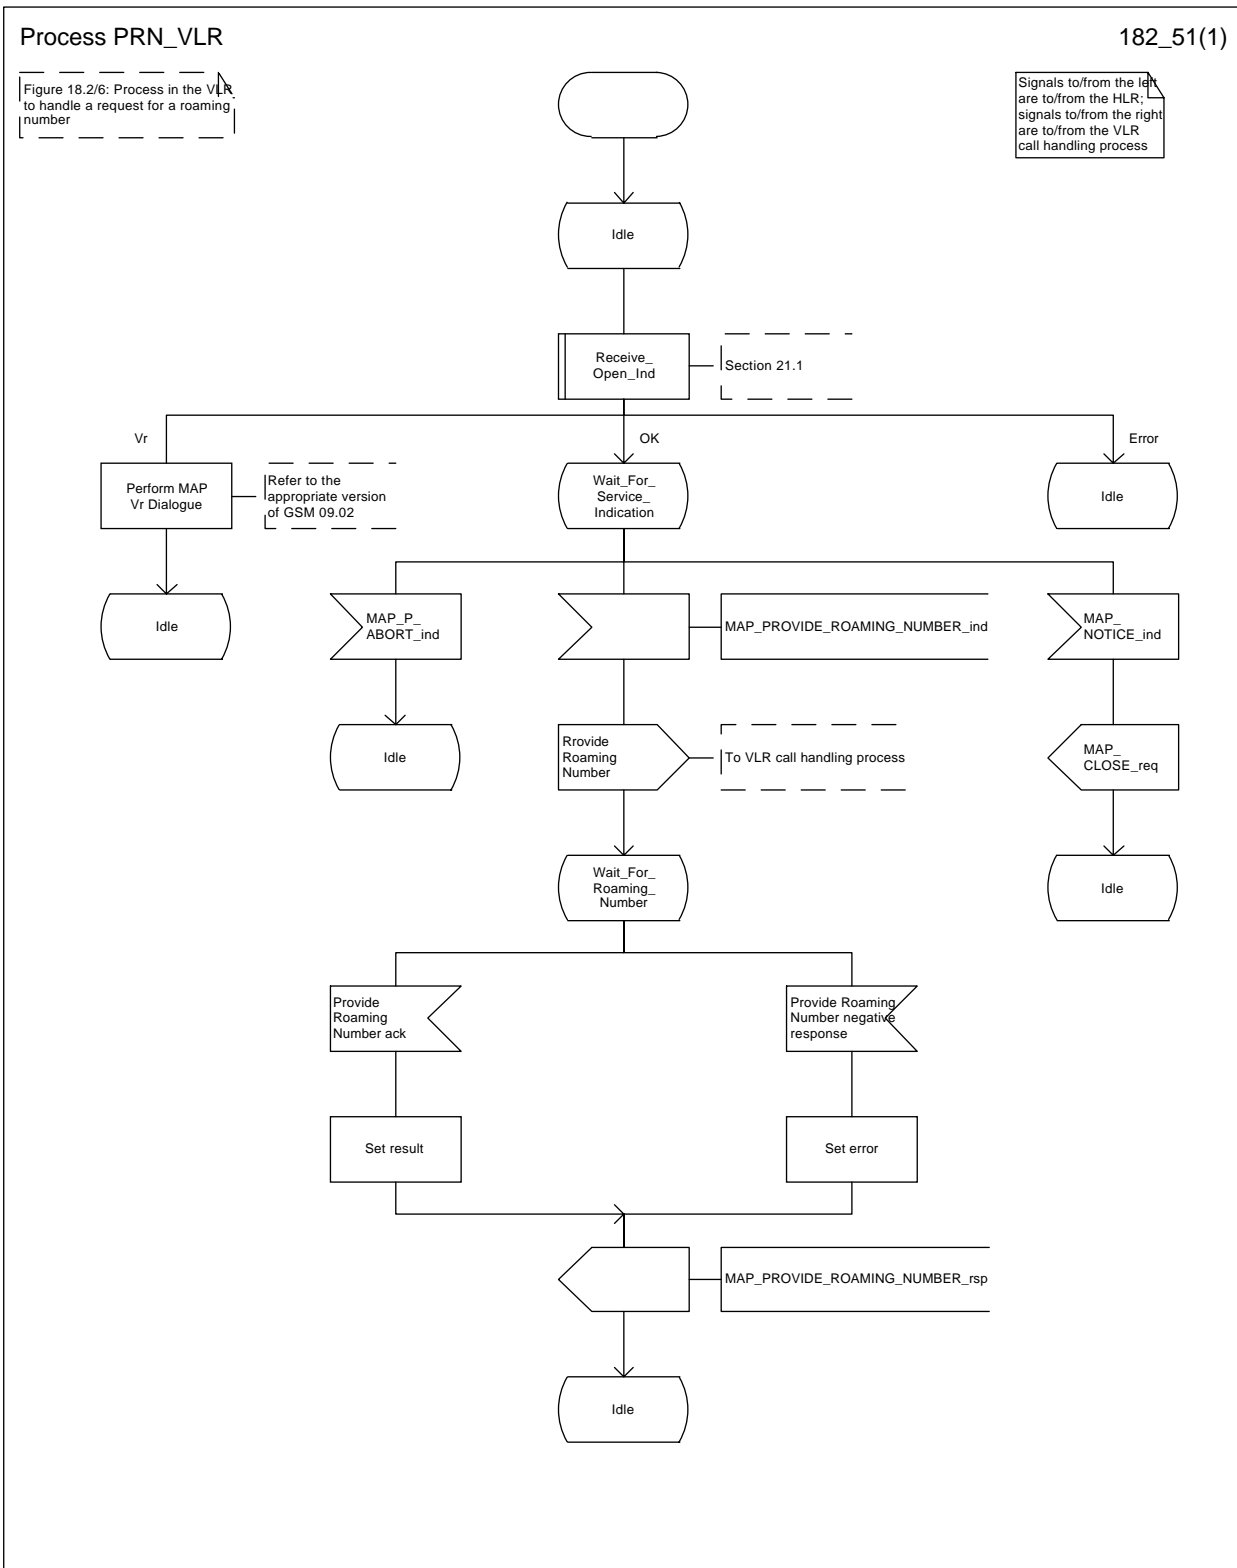 Process PRN_VLR
182_51(1)
Figure 18.2/6: Process in the VLR
to handle a request for a roaming
number
Signals to/from the left
are to/from the HLR;
signals to/from the right
are to/from the VLR
call handling process
Idle
Receive_
Open_Ind
Section 21.1
Vr
OK
Error
Perform MAP
Vr Dialogue
Refer to the
appropriate version
of GSM 09.02
Wait_For_
Service_
Indication
Idle
Idle
MAP_P_
ABORT_ind
MAP_PROVIDE_ROAMING_NUMBER_ind
MAP_
NOTICE_ind
Idle
Rrovide
Roaming
Number
To VLR call handling process
MAP_
CLOSE_req
Wait_For_
Roaming_
Number
Idle
Provide
Roaming
Number ack
Provide Roaming
Number negative
response
Set result
Set error
MAP_PROVIDE_ROAMING_NUMBER_rsp
Idle